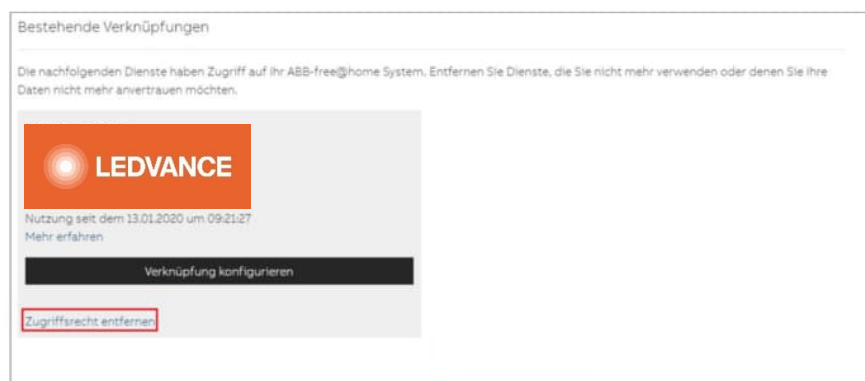 Bestehende Verknüpfungen
Die nachfolgenden Dienste haben Zugriff auf ihr ABB-free@home System. Entfernen Sie Dienste, die Sie nicht mehr verwenden oder denen Sie Ihre
Daten nicht mehr anvertrauen möchten.
LEDVANCE
Nutzung seit dem 13.01.2020 um 09:21:27
Mehr erfahren
Verknüpfung konfigurieren
Zugriffsrecht entfernen